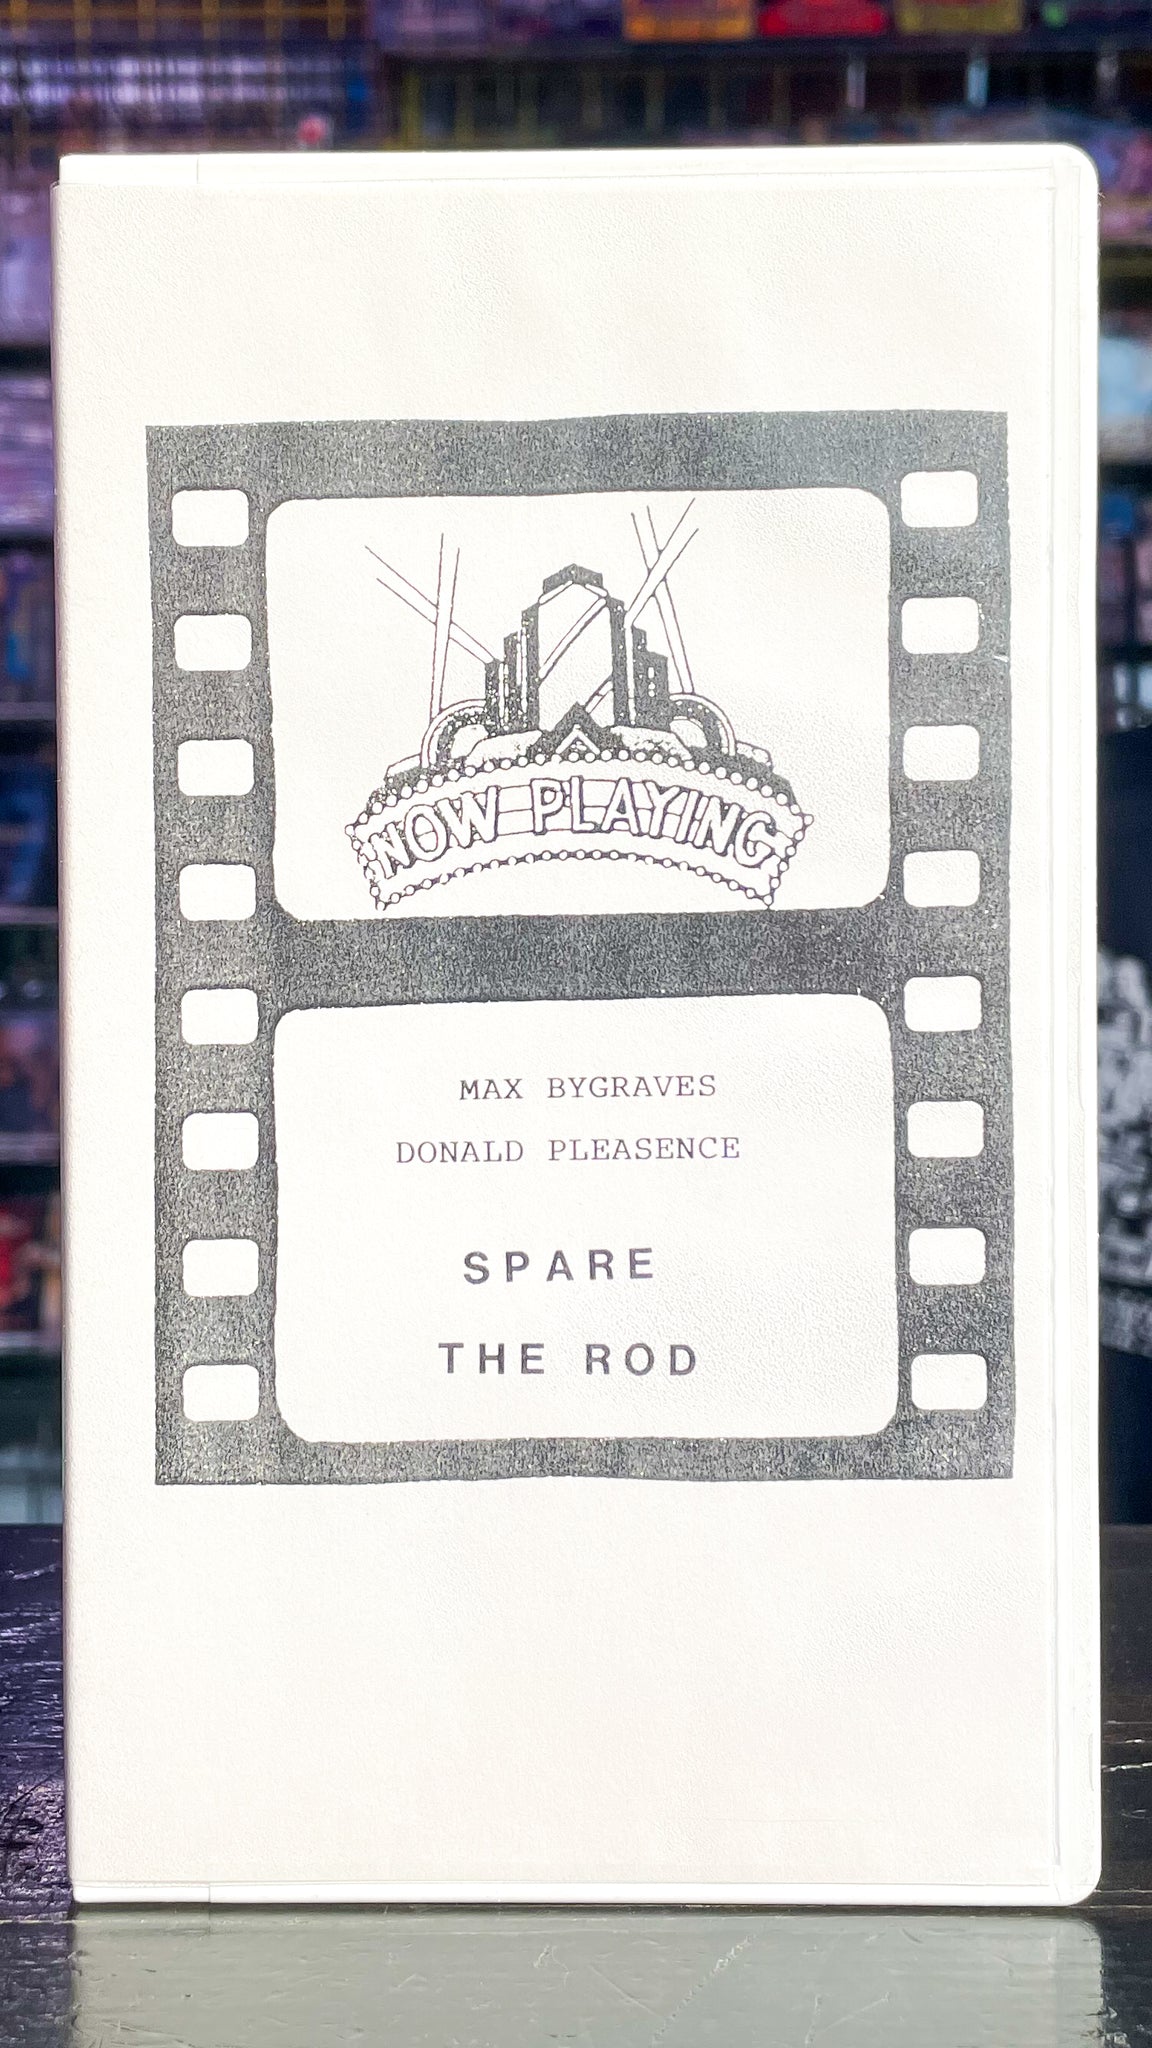 NOW PLAYING
MAX BYGRAVES
DONALD PLEASENCE
SPARE
THE ROD